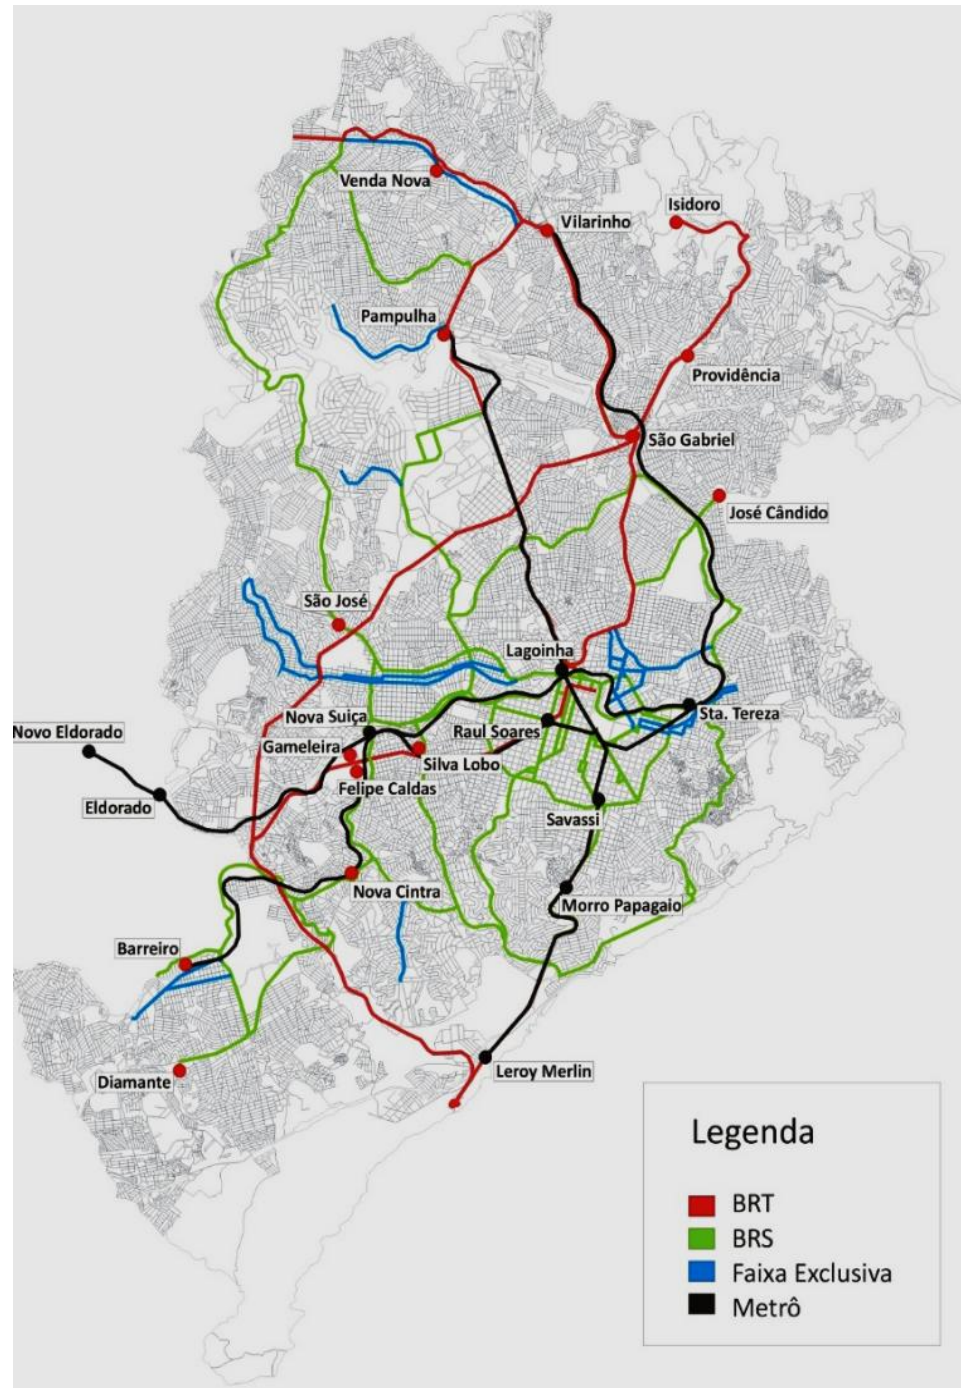 Venda Nova
Isidoro
Vilarinho
Pampulha
Providência
São Gabriel
José Cândido
São José
Lagoinha
Nova Suiça
Sta. Tereza
Novo Eldorado
Raul Soares
Gameleira
Silva Lobo
Felipe Caldas
Eldorado
Savassi
Nova Cintra
Morro Papagaio
Barreiro
Leroy Merlin
Diamante
Legenda
BRT
BRS
Faixa Exclusiva
Metrô